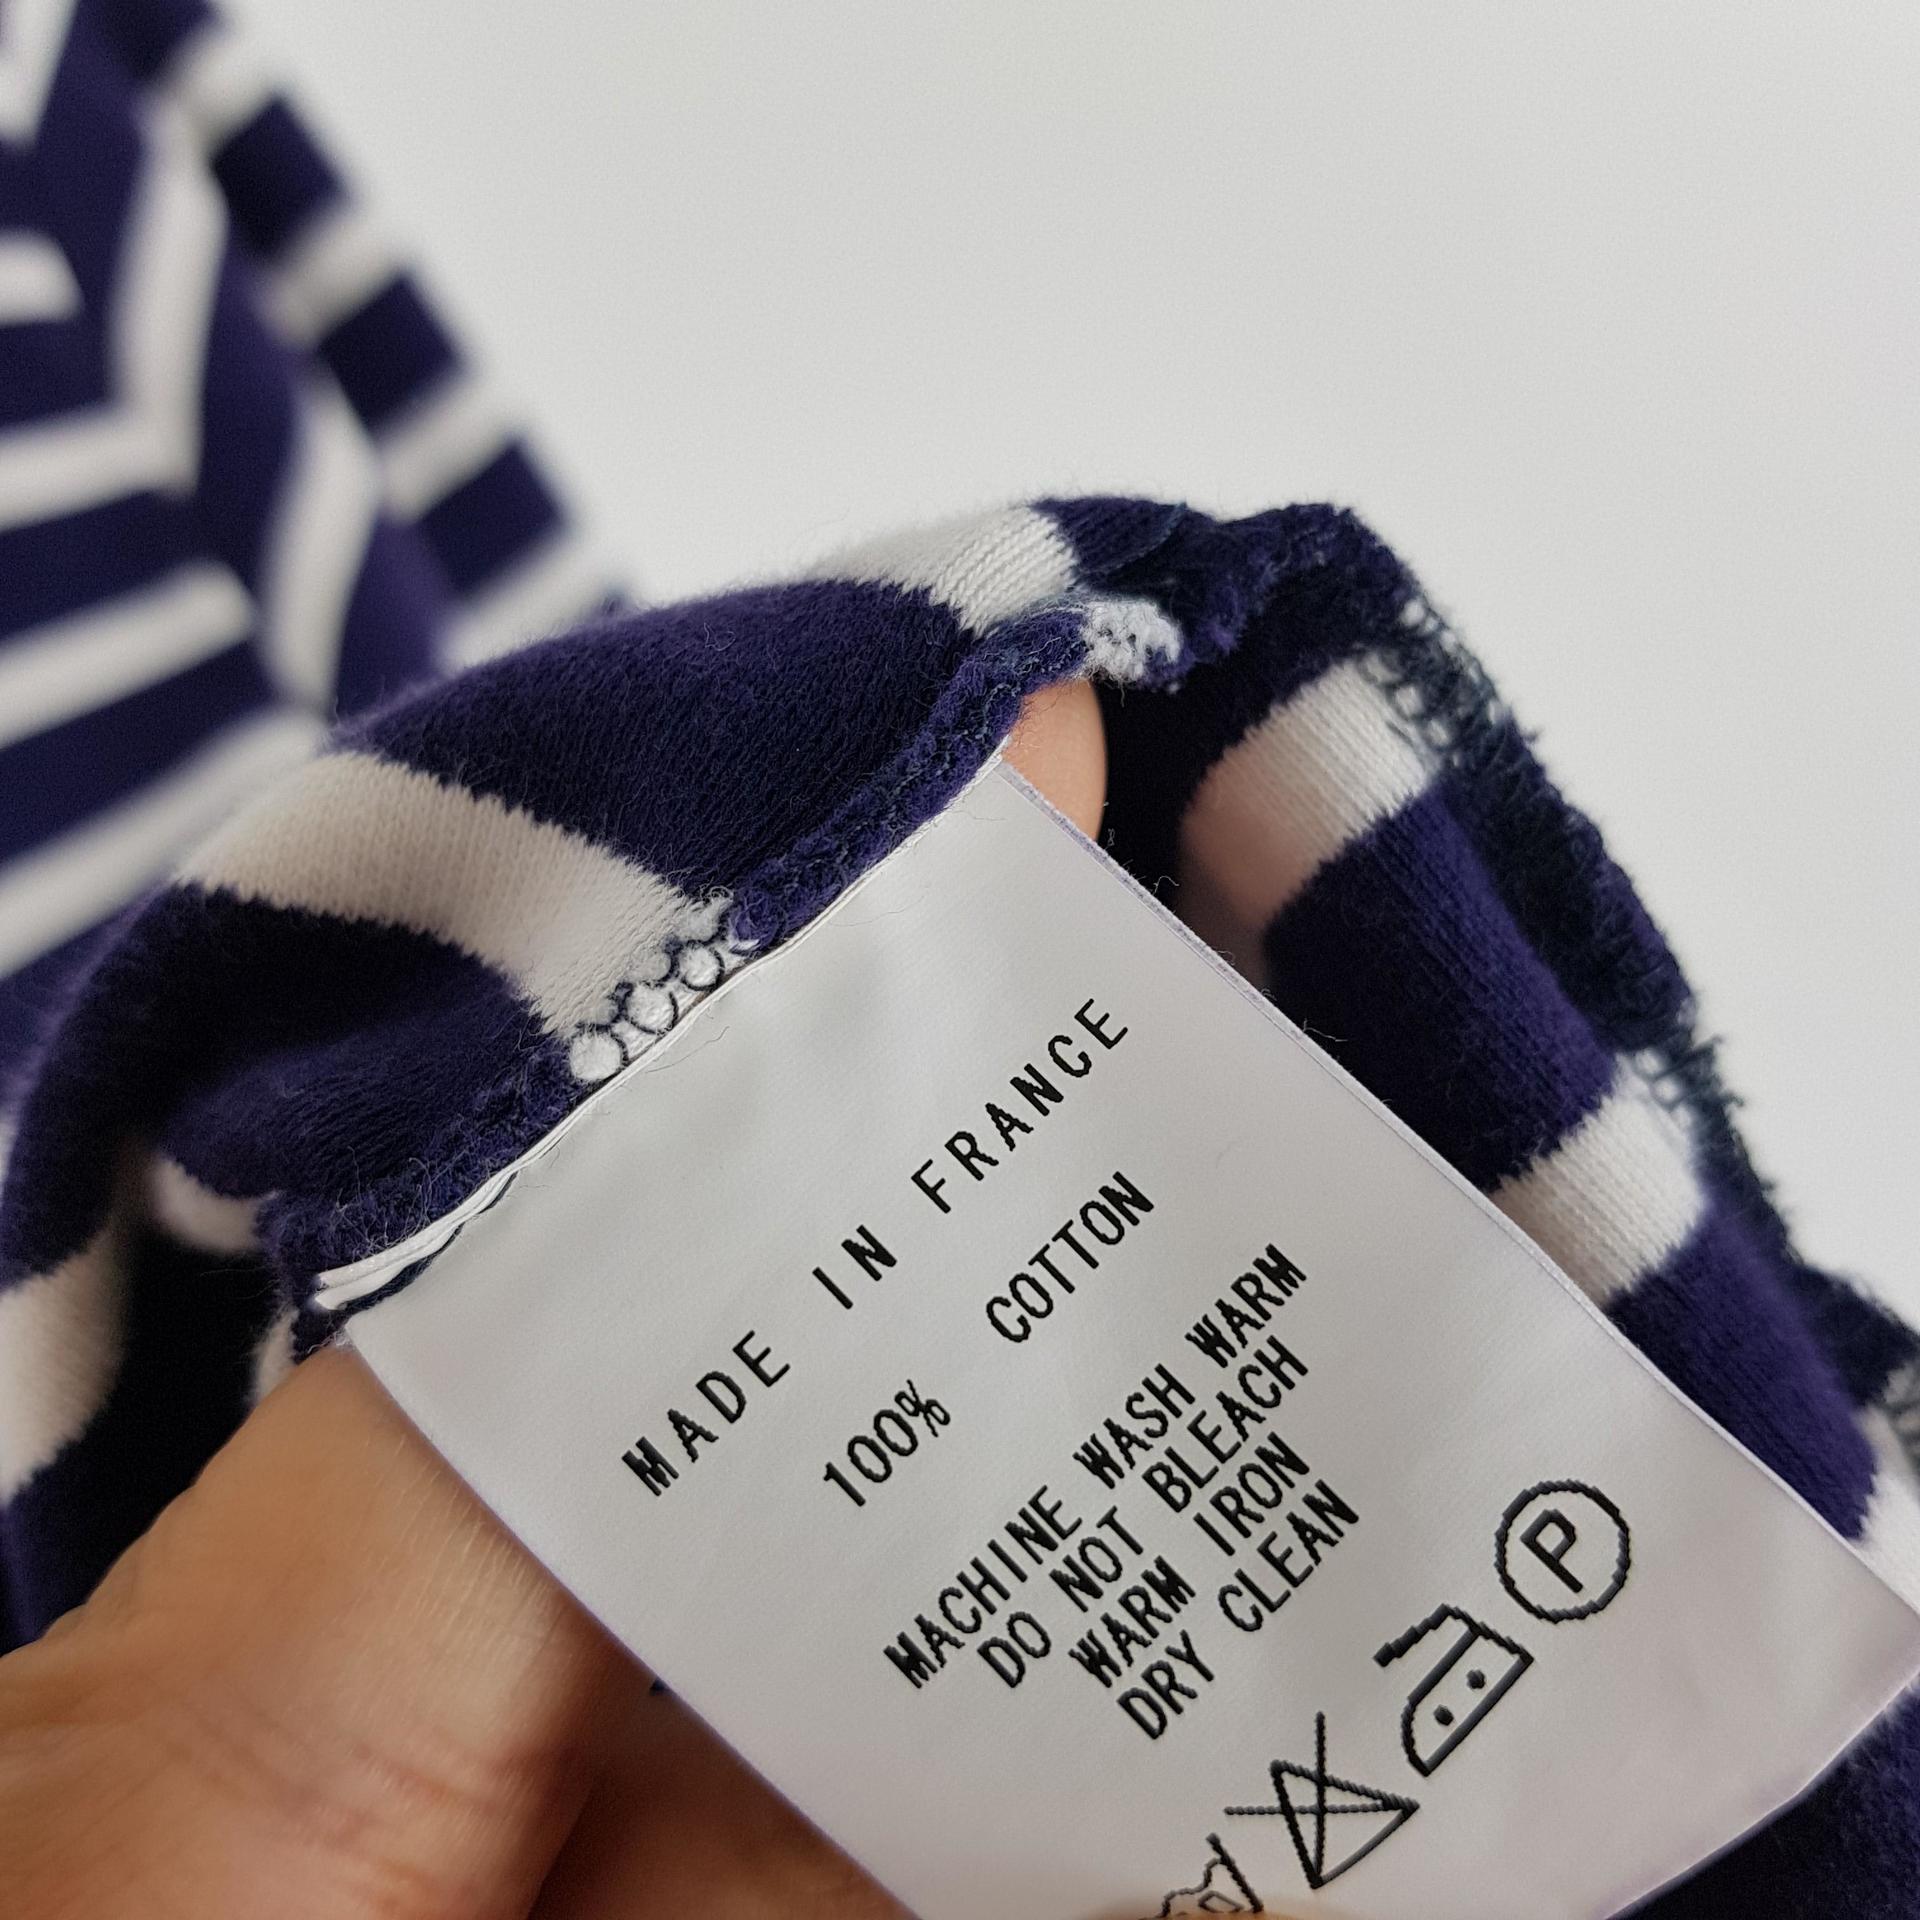 MADE IN FRANCE
100% COTTON
MACHINE WASH WARM
DO NOT BLEACH
WARM IRON
DRY CLEAN
P